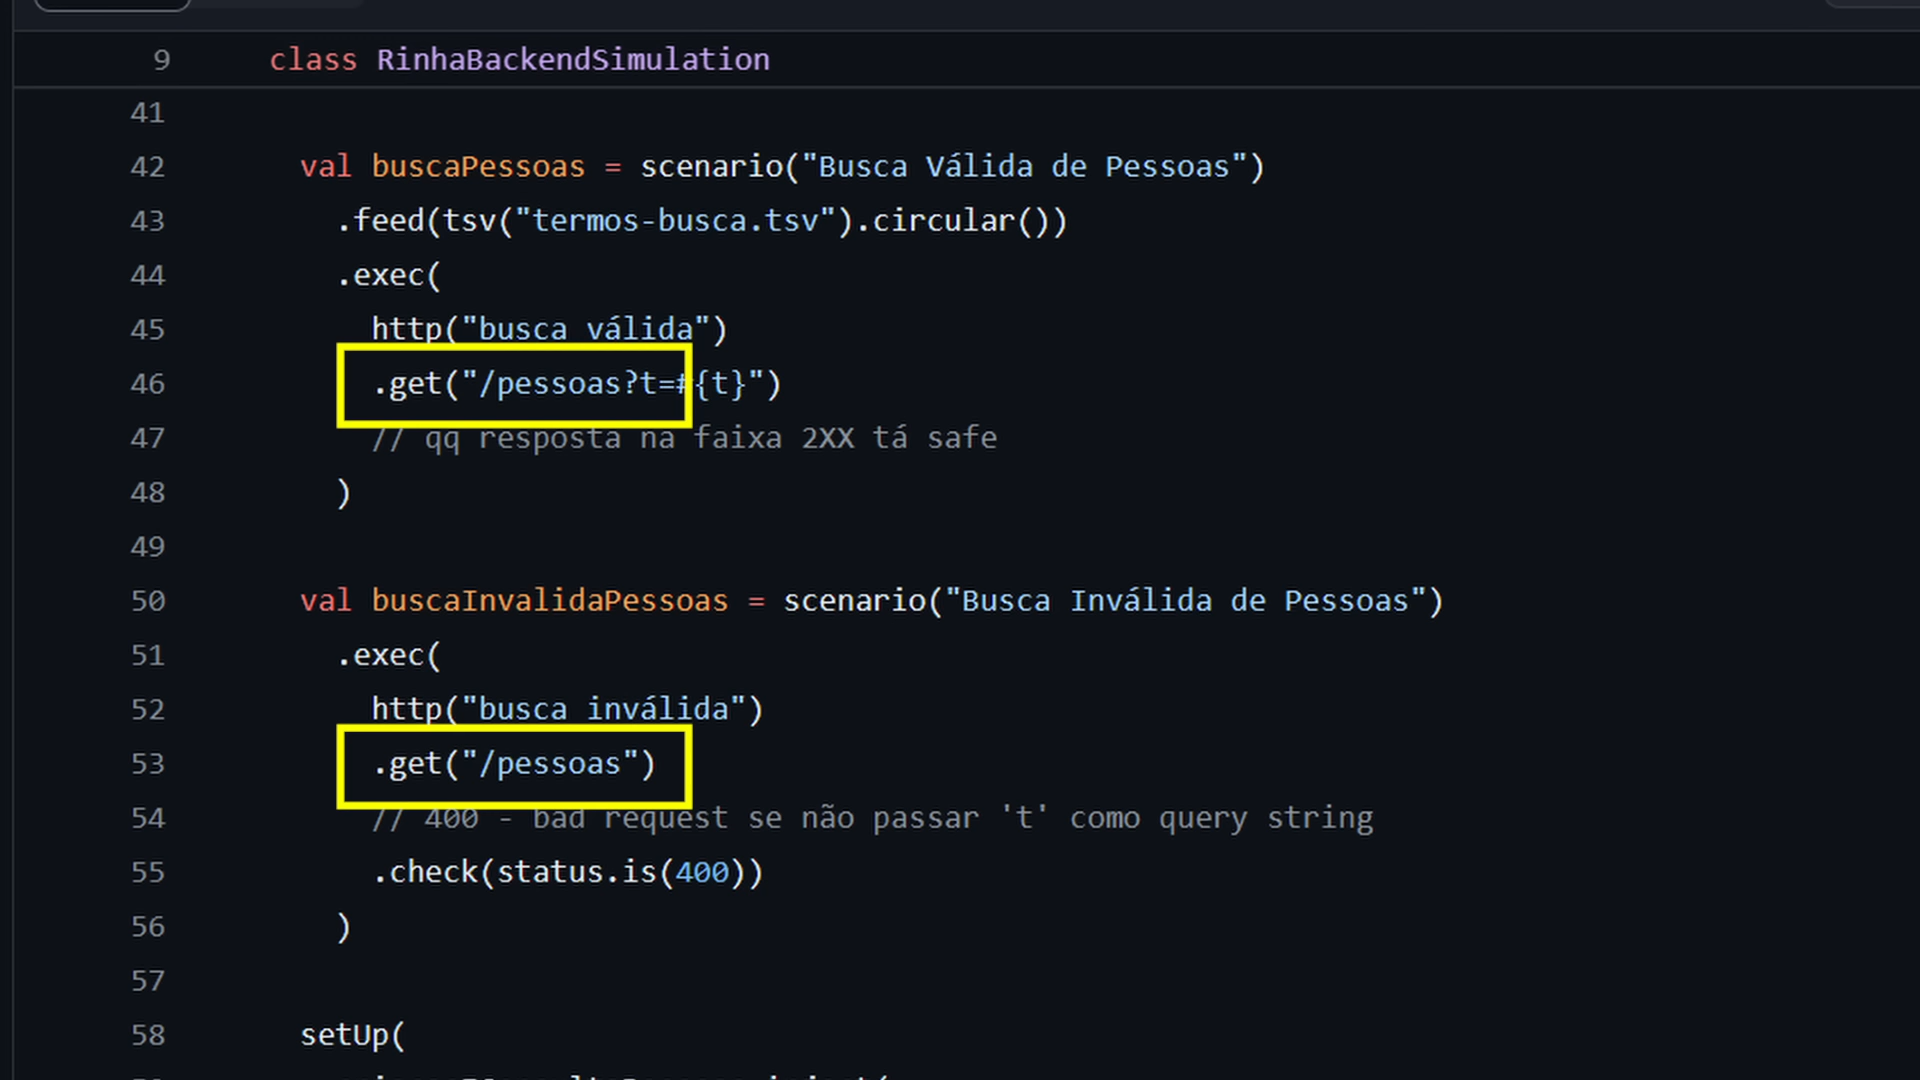 9 class RinhaBackendSimulation
41
42 val buscaPessoas = scenario("Busca Válida de Pessoas")
43 .feed(tsv("termos-busca.tsv").circular())
44 .exec(
45 http("busca válida")
46 .get("/pessoas?t=#{t}")
47 // qq resposta na faixa 2XX tá safe
48 )
49
50 val buscaInvalidaPessoas = scenario("Busca Inválida de Pessoas")
51 .exec(
52 http("busca inválida")
53 .get("/pessoas")
54 // 400 - bad request se não passar 't' como query string
55 .check(status.is(400))
56 )
57
58 setUp(